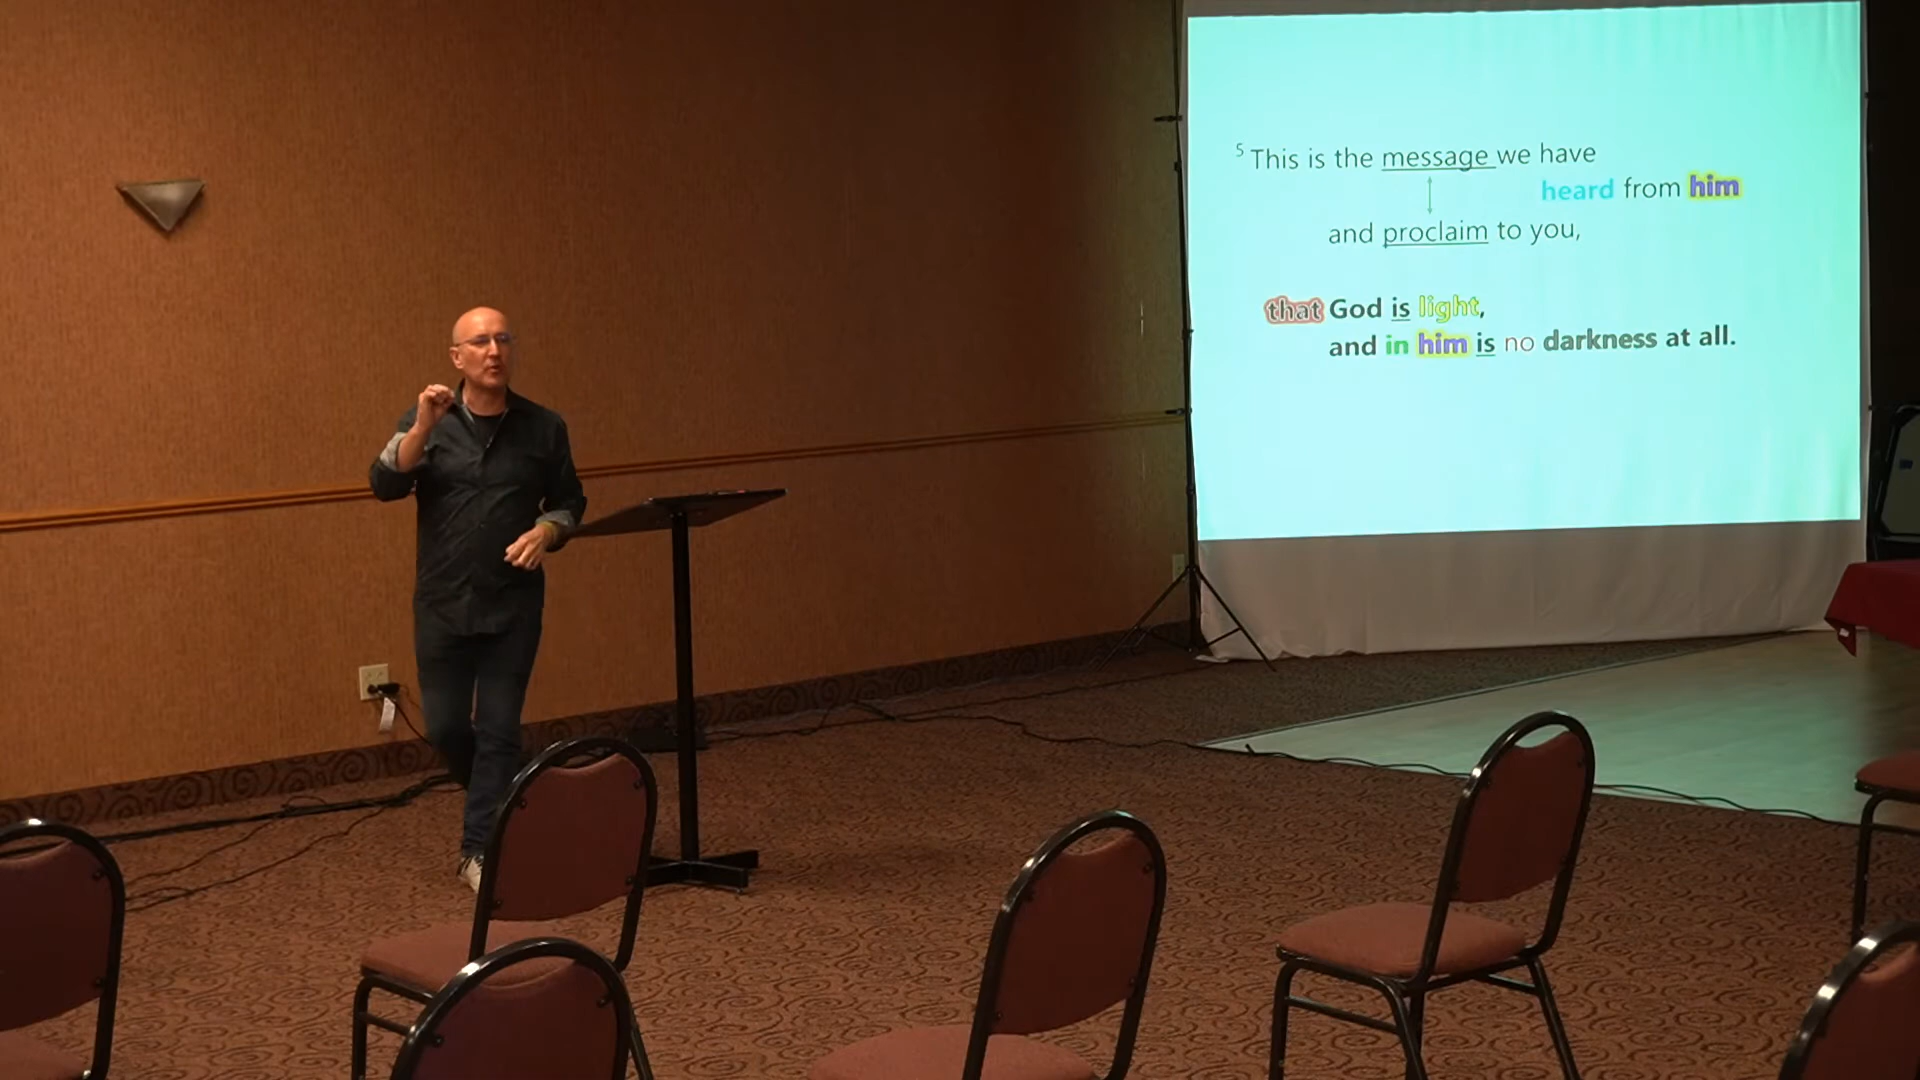 5 This is the message we have
heard from him
and proclaim to you,
that God is light,
and in him is no darkness at all.